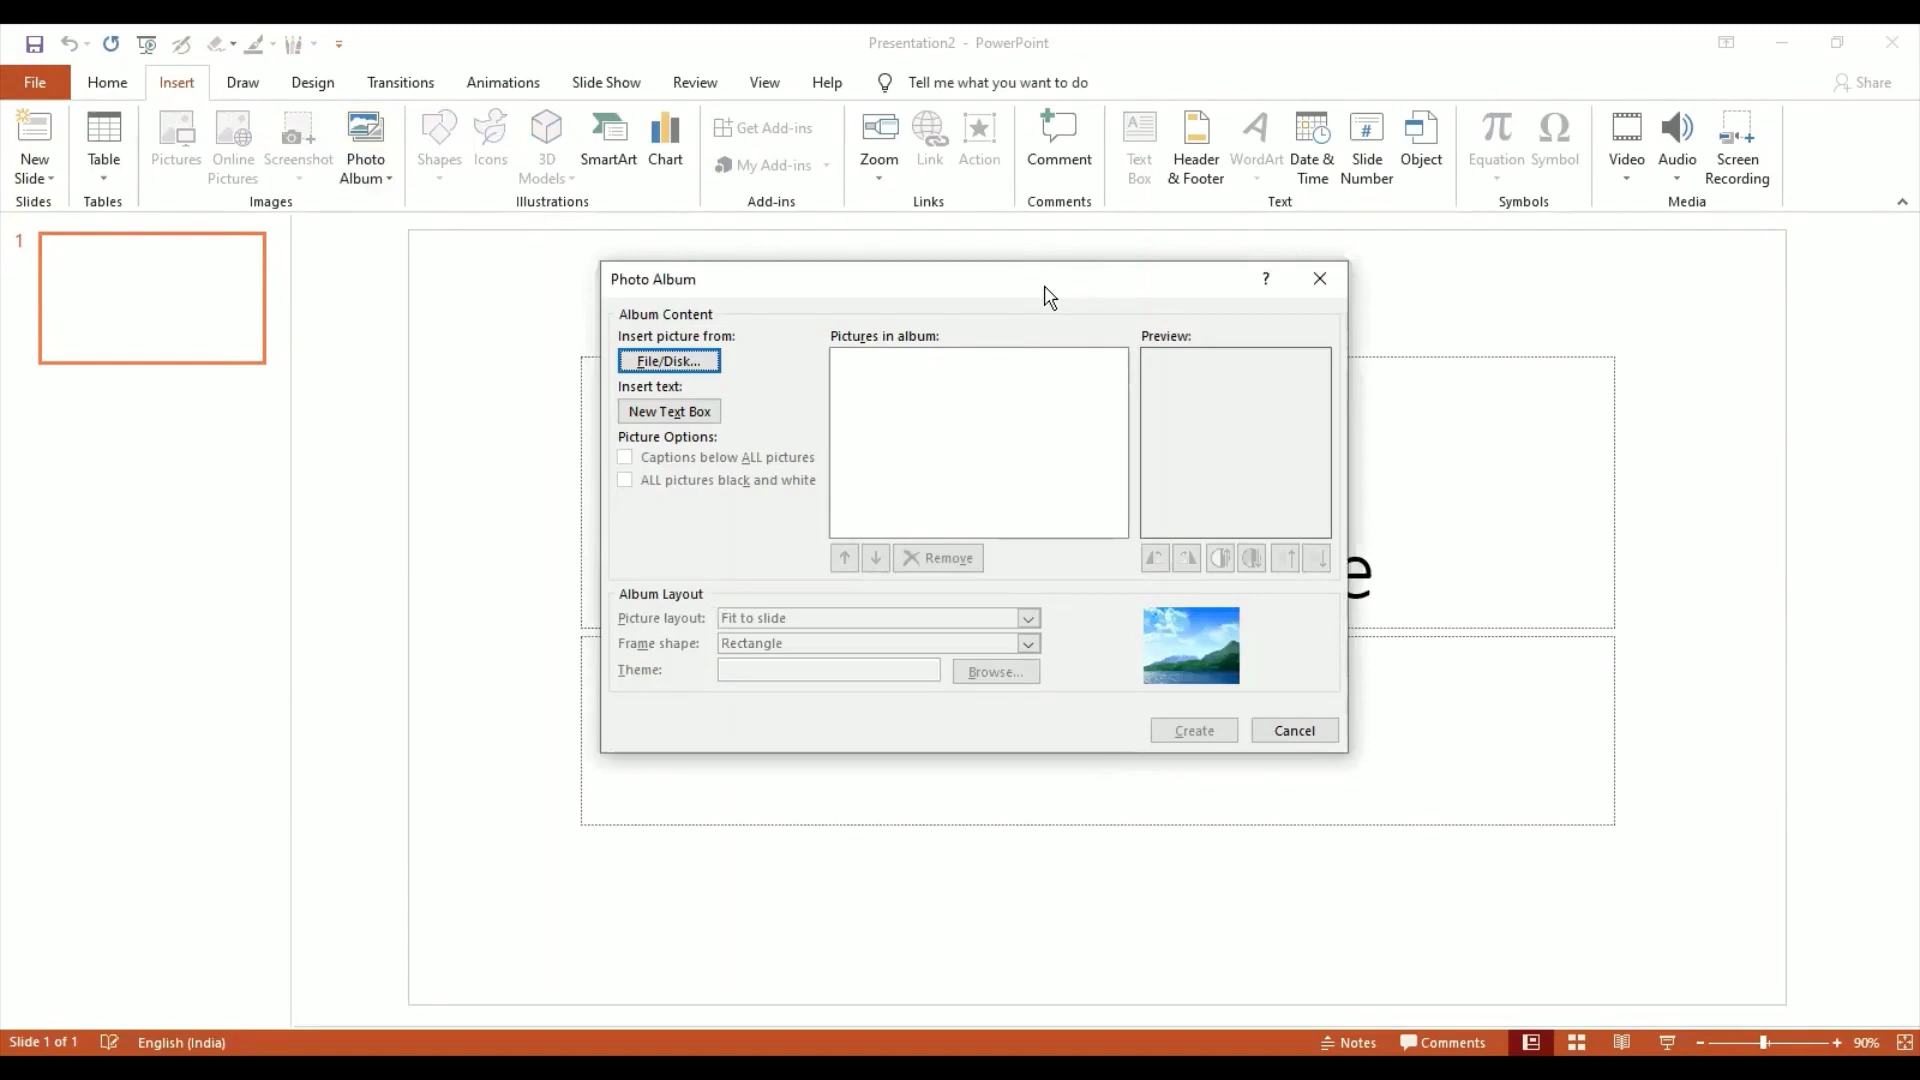 Presentation2 - PowerPoint
File Home Insert Draw Design Transitions Animations Slide Show Review View Help Tell me what you want to do Share
New Slide
Table
Pictures
Online Pictures
Screenshot
Photo Album
Shapes
Icons
3D Models
SmartArt
Chart
Get Add-ins
My Add-ins
Zoom
Link
Action
Comment
Text Box
Header & Footer
WordArt
Date & Time
Slide Number
Object
Equation
Symbol
Video
Audio
Screen Recording
Slides Tables Images Illustrations Add-ins Links Comments Text Symbols Media
1
Photo Album ?
Album Content
Insert picture from:
File/Disk...
Insert text:
New Text Box
Picture Options:
Captions below ALL pictures
ALL pictures black and white
Pictures in album:
Remove
Preview:
Album Layout
Picture layout: Fit to slide
Frame shape: Rectangle
Theme:
Browse...
Create Cancel
e
Slide 1 of 1 English (India) Notes Comments - + 90%